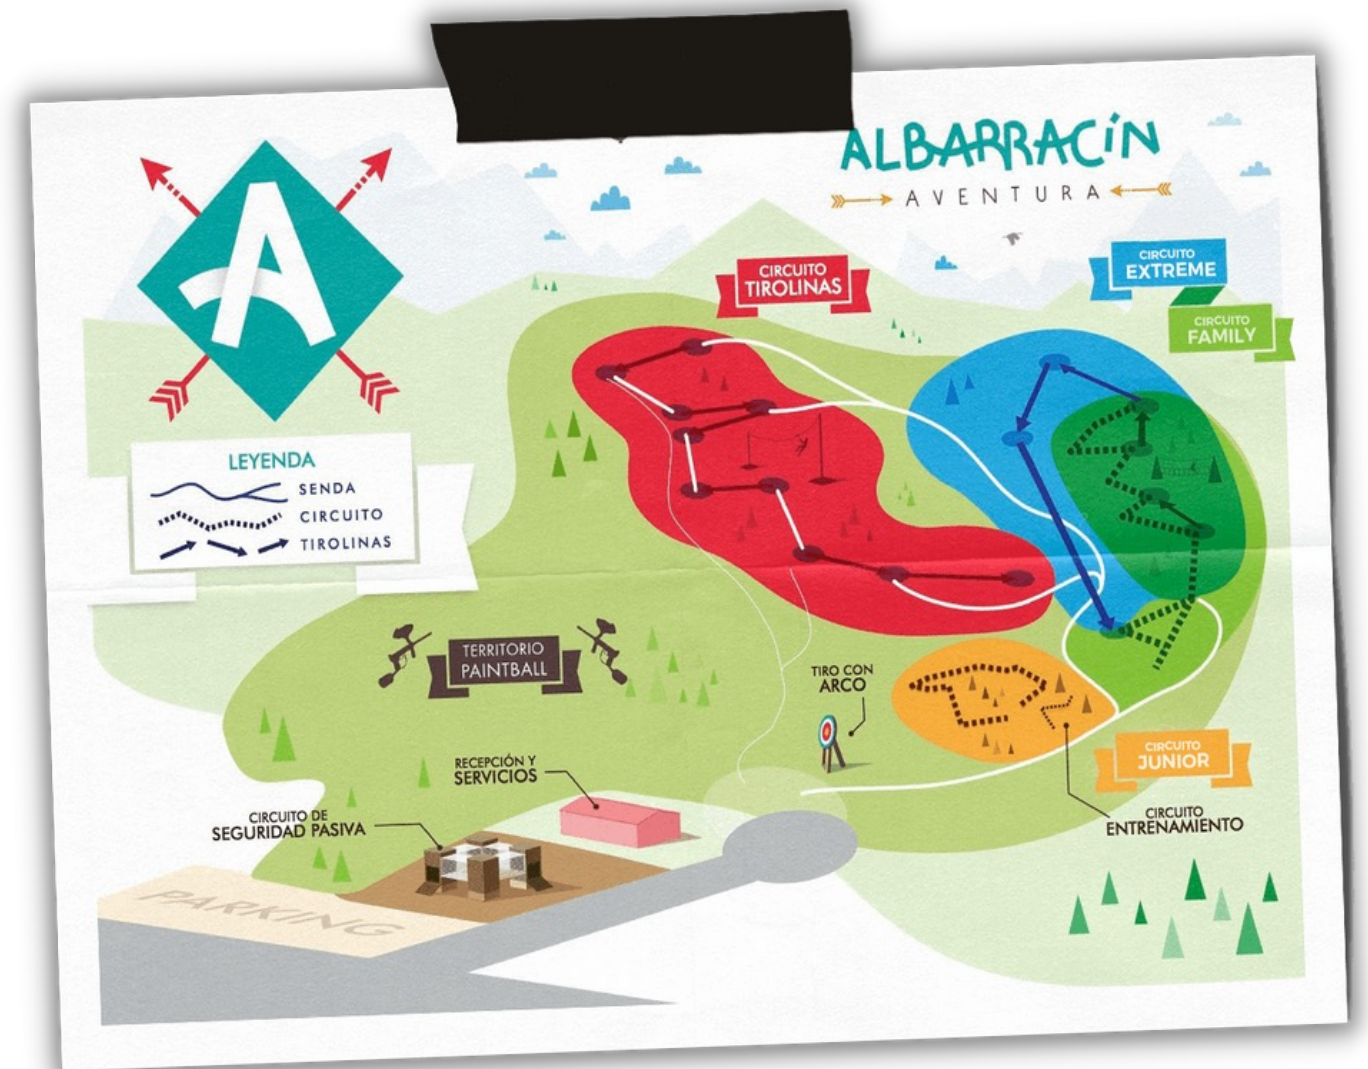 ALBARRACÍN
AVENTURA
A
CIRCUITO
TIROLINAS
CIRCUITO
EXTREME
CIRCUITO
FAMILY
LEYENDA
SENDA
CIRCUITO
TIROLINAS
TERRITORIO
PAINTBALL
TIRO CON
ARCO
RECEPCIÓN Y
SERVICIOS
CIRCUITO
JUNIOR
CIRCUITO DE
SEGURIDAD PASIVA
CIRCUITO
ENTRENAMIENTO
PARKING